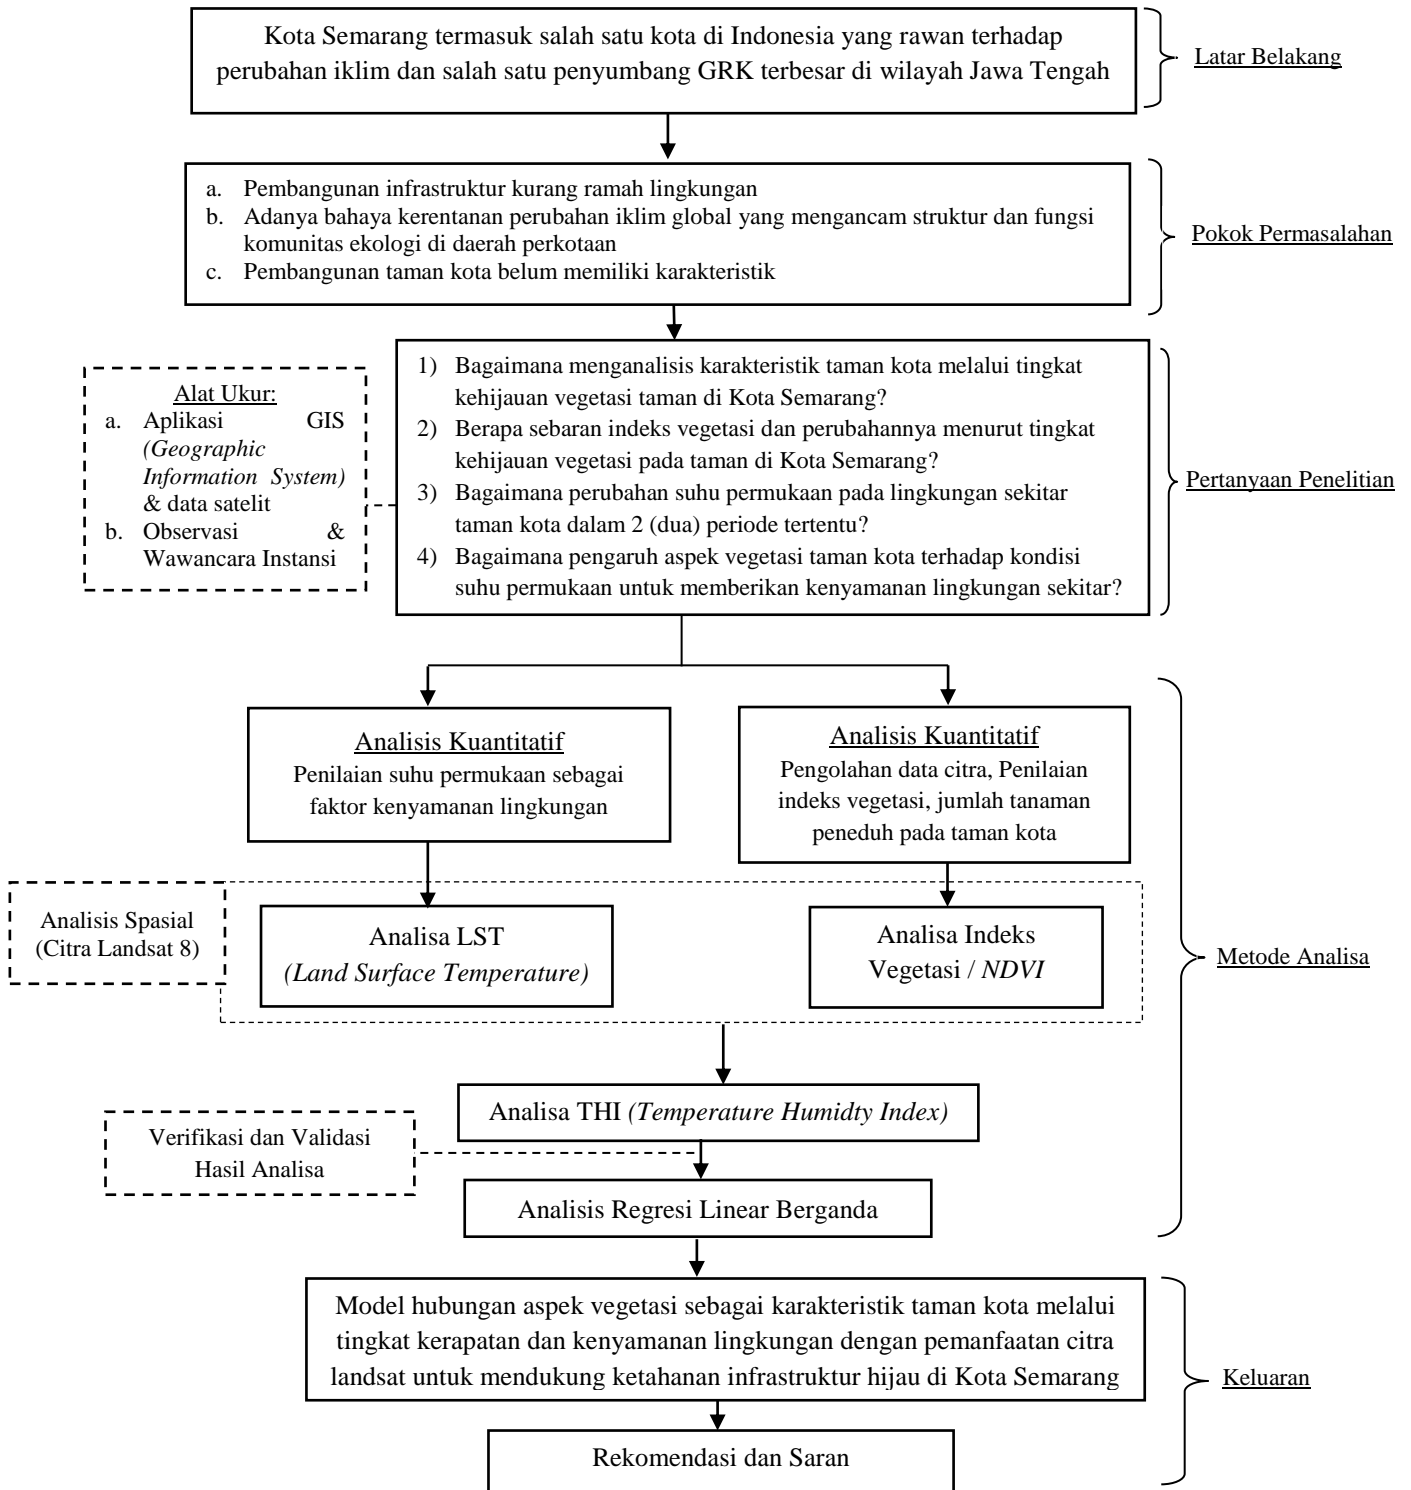 Kota Semarang termasuk salah satu kota di Indonesia yang rawan terhadap
perubahan iklim dan salah satu penyumbang GRK terbesar di wilayah Jawa Tengah
Latar Belakang
a. Pembangunan infrastruktur kurang ramah lingkungan
b. Adanya bahaya kerentanan perubahan iklim global yang mengancam struktur dan fungsi
komunitas ekologi di daerah perkotaan
c. Pembangunan taman kota belum memiliki karakteristik
Pokok Permasalahan
Alat Ukur:
a. Aplikasi GIS
(Geographic
Information System)
& data satelit
b. Observasi &
Wawancara Instansi
1) Bagaimana menganalisis karakteristik taman kota melalui tingkat
kehijauan vegetasi taman di Kota Semarang?
2) Berapa sebaran indeks vegetasi dan perubahannya menurut tingkat
kehijauan vegetasi pada taman di Kota Semarang?
3) Bagaimana perubahan suhu permukaan pada lingkungan sekitar
taman kota dalam 2 (dua) periode tertentu?
4) Bagaimana pengaruh aspek vegetasi taman kota terhadap kondisi
suhu permukaan untuk memberikan kenyamanan lingkungan sekitar?
Pertanyaan Penelitian
Analisis Kuantitatif
Penilaian suhu permukaan sebagai
faktor kenyamanan lingkungan
Analisis Kuantitatif
Pengolahan data citra, Penilaian
indeks vegetasi, jumlah tanaman
peneduh pada taman kota
Analisis Spasial
(Citra Landsat 8)
Analisa LST
(Land Surface Temperature)
Analisa Indeks
Vegetasi / NDVI
Metode Analisa
Analisa THI (Temperature Humidty Index)
Verifikasi dan Validasi
Hasil Analisa
Analisis Regresi Linear Berganda
Model hubungan aspek vegetasi sebagai karakteristik taman kota melalui
tingkat kerapatan dan kenyamanan lingkungan dengan pemanfaatan citra
landsat untuk mendukung ketahanan infrastruktur hijau di Kota Semarang
Keluaran
Rekomendasi dan Saran